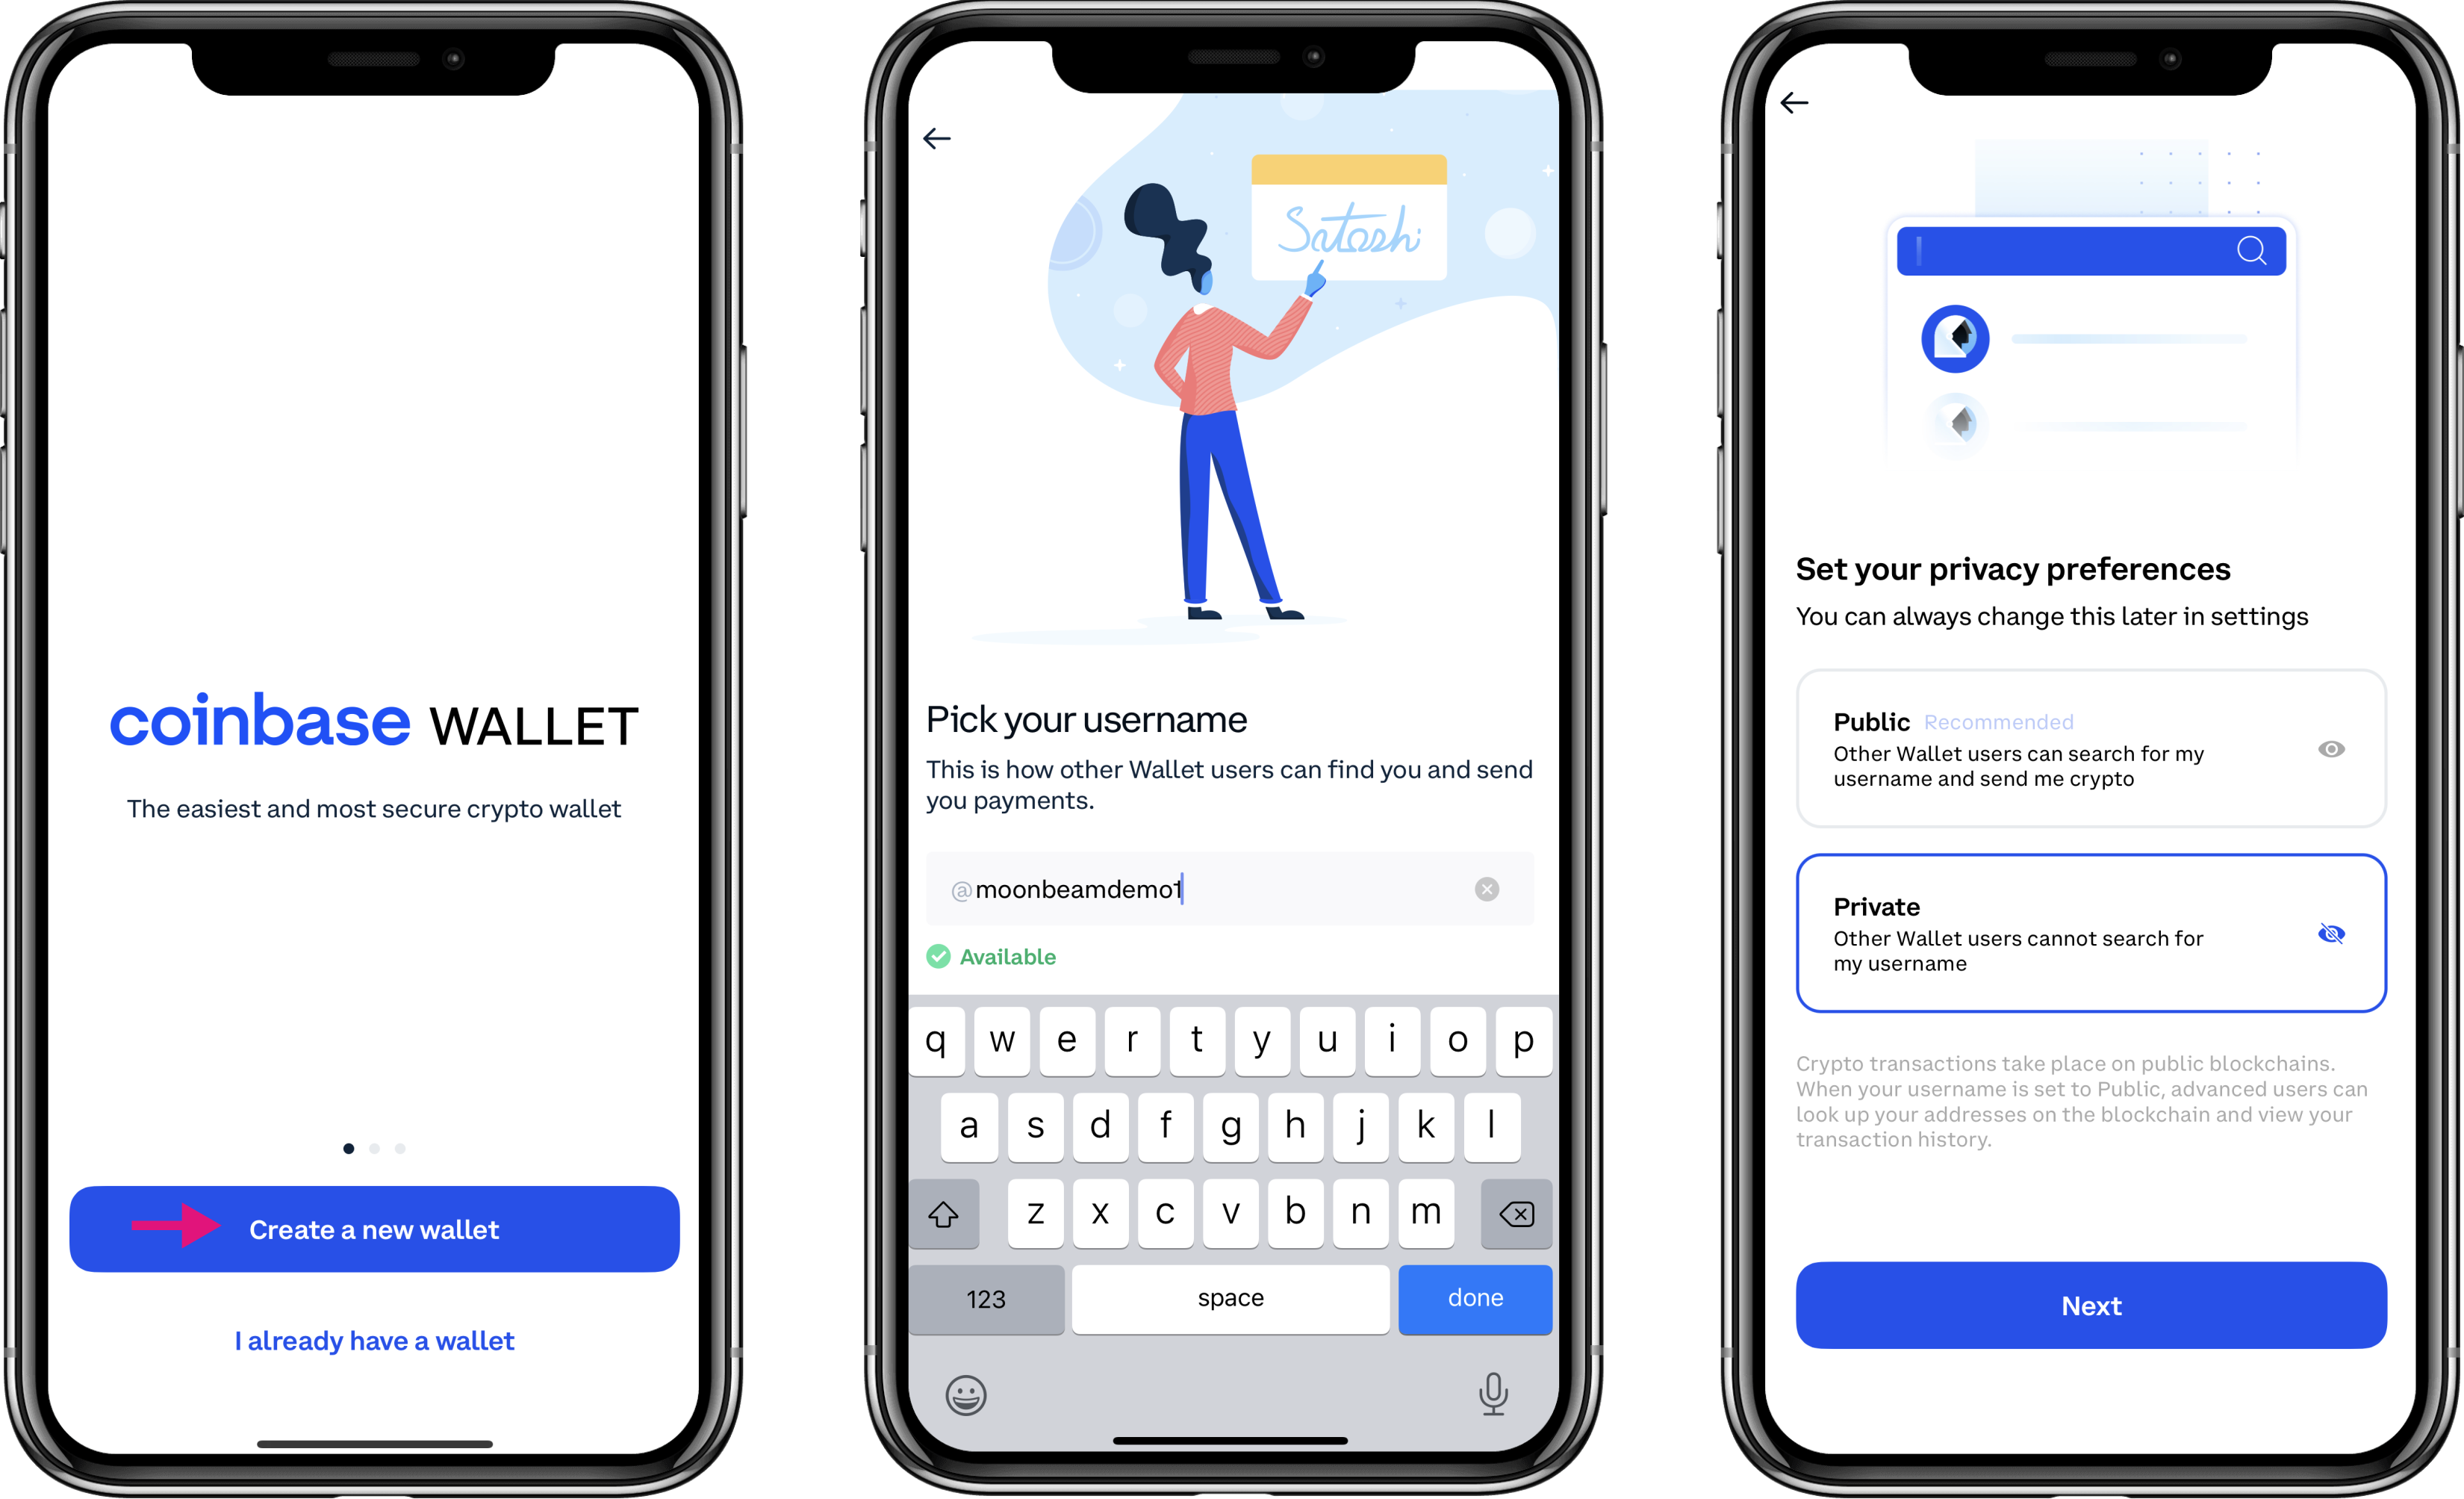 coinbase WALLET
The easiest and most secure crypto wallet
Create a new wallet
I already have a wallet
Satoshi
Pick your username
This is how other Wallet users can find you and send
you payments.
@moonbeamdemo1
Available
q w e r t y u i o p
a s d f g h j k l
z x c v b n m
123 space done
Set your privacy preferences
You can always change this later in settings
Public Recommended
Other Wallet users can search for my
username and send me crypto
Private
Other Wallet users cannot search for
my username
Crypto transactions take place on public blockchains.
When your username is set to Public, advanced users can
look up your addresses on the blockchain and view your
transaction history.
Next